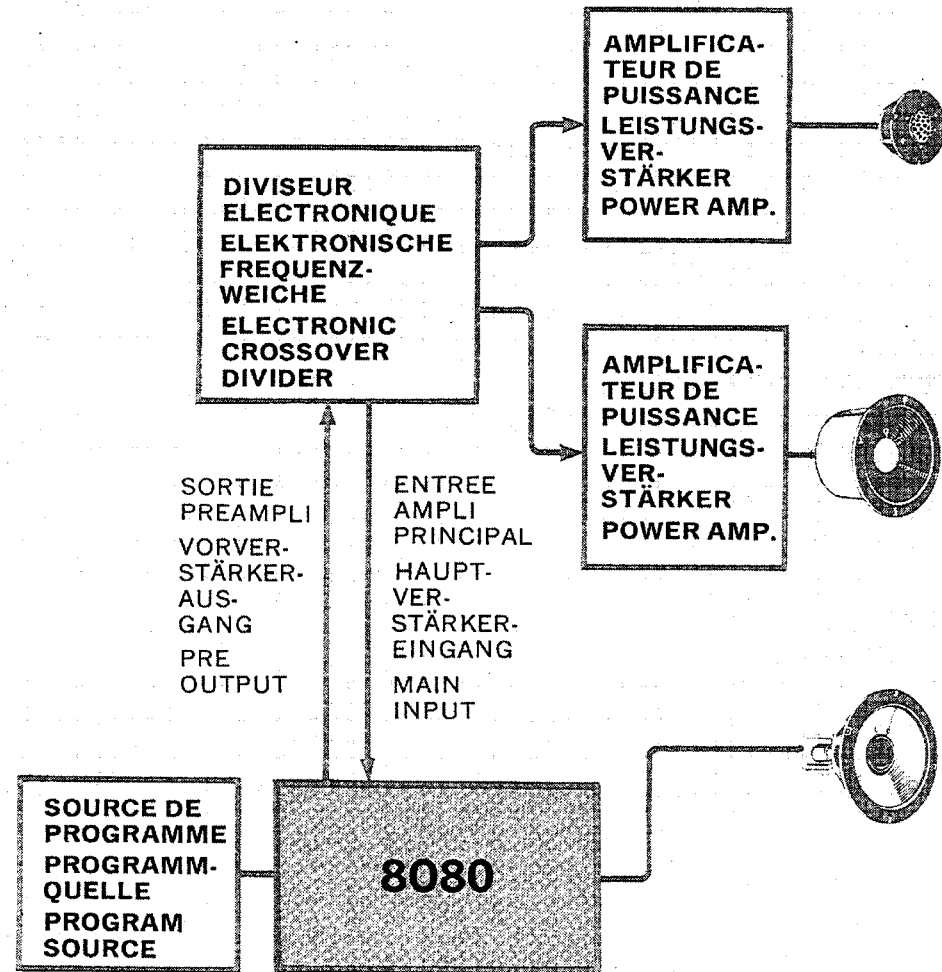 AMPLIFICA-
TEUR DE
PUISSANCE
LEISTUNGS-
VER-
STÄRKER
POWER AMP.
DIVISEUR
ELECTRONIQUE
ELEKTRONISCHE
FREQUENZ-
WEICHE
ELECTRONIC
CROSSOVER
DIVIDER
AMPLIFICA-
TEUR DE
PUISSANCE
LEISTUNGS-
VER-
STÄRKER
POWER AMP.
SORTIE
PREAMPLI
VORVER-
STÄRKER-
AUS-
GANG
PRE
OUTPUT
ENTREE
AMPLI
PRINCIPAL
HAUPT-
VER-
STÄRKER-
EINGANG
MAIN
INPUT
SOURCE DE
PROGRAMME
PROGRAMM-
QUELLE
PROGRAM
SOURCE
8080